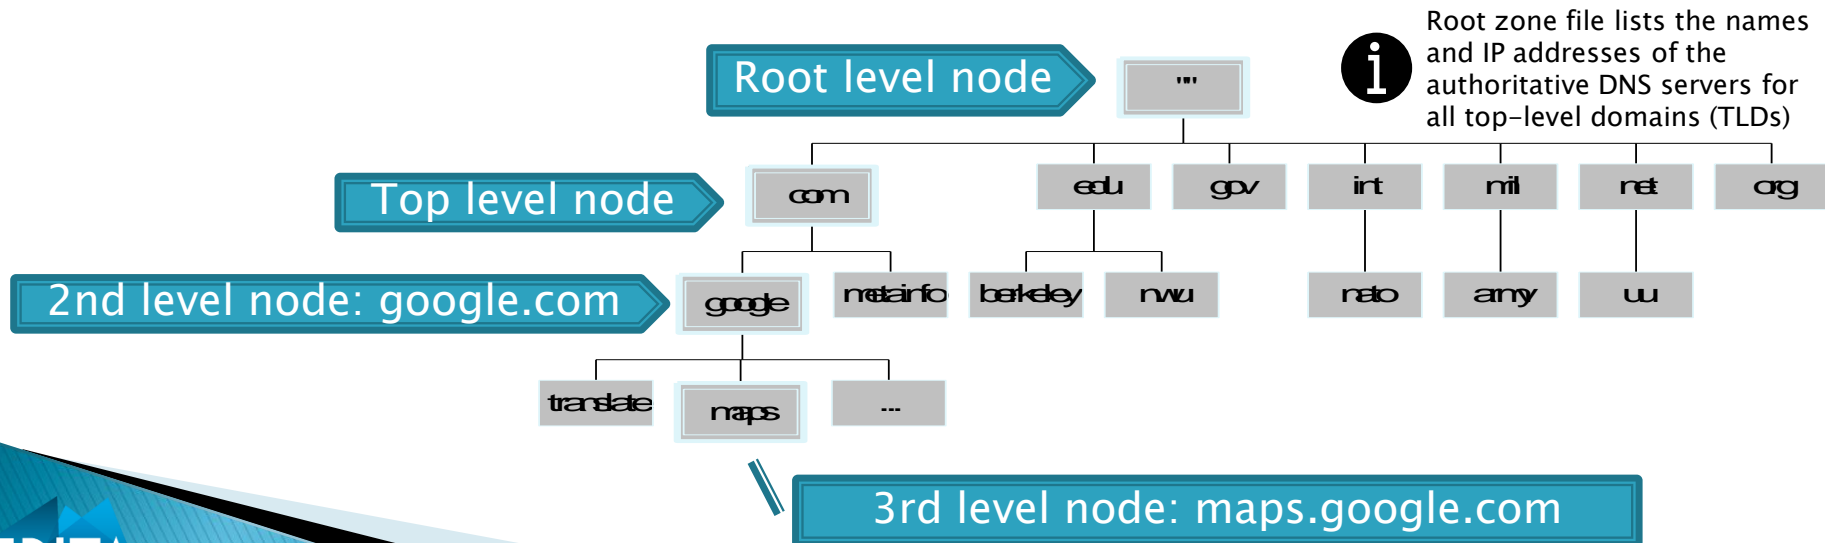 Root zone file lists the names
and IP addresses of the
authoritative DNS servers for
all top-level domains (TLDs)
i
Root level node
""
Top level node
com
edu
gov
int
mil
net
org
2nd level node: google.com
google
metainfo
berkeley
nwu
nato
army
uu
translate
maps
...
3rd level node: maps.google.com